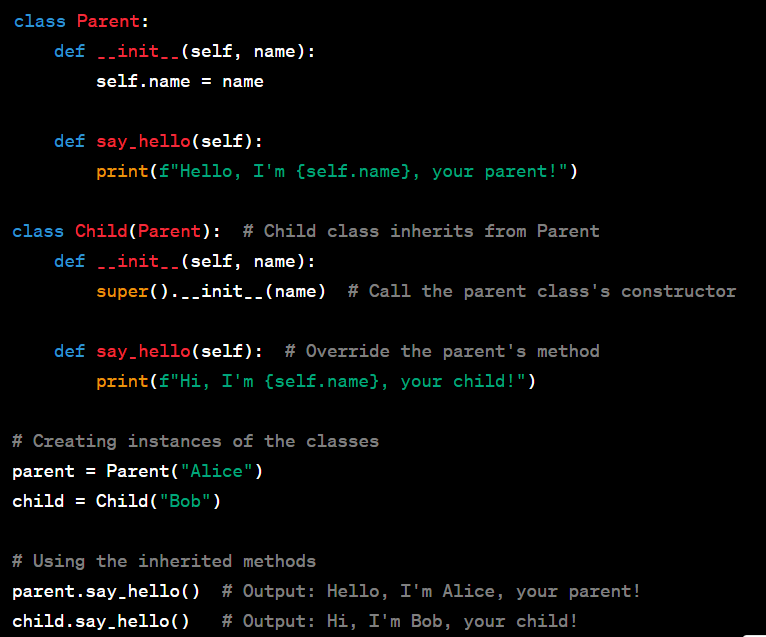 class Parent:
    def __init__(self, name):
        self.name = name

    def say_hello(self):
        print(f"Hello, I'm {self.name}, your parent!")

class Child(Parent):  # Child class inherits from Parent
    def __init__(self, name):
        super().__init__(name)  # Call the parent class's constructor

    def say_hello(self):  # Override the parent's method
        print(f"Hi, I'm {self.name}, your child!")

# Creating instances of the classes
parent = Parent("Alice")
child = Child("Bob")

# Using the inherited methods
parent.say_hello()  # Output: Hello, I'm Alice, your parent!
child.say_hello()   # Output: Hi, I'm Bob, your child!